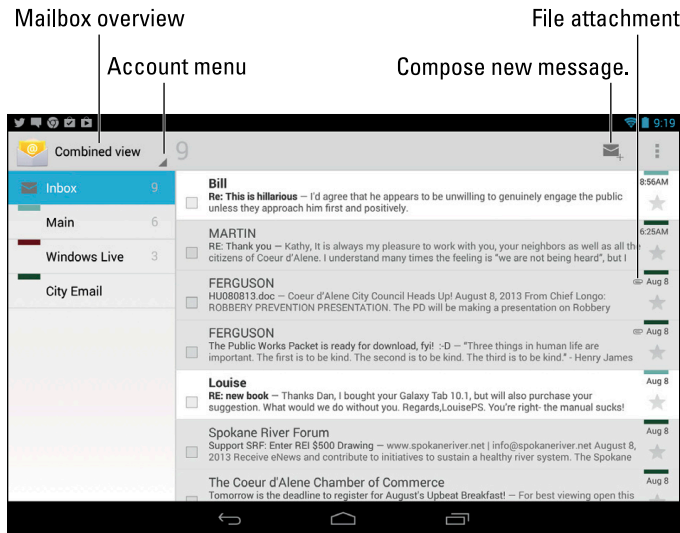 Mailbox overview
File attachment
Account menu
Compose new message.
9:19
Combined view
9
Inbox 9
Main 6
Windows Live 3
City Email
Bill
8:56AM
Re: This is hillarious – I'd agree that he appears to be unwilling to genuinely engage the public
unless they approach him first and positively.
MARTIN
6:25AM
RE: Thank you – Kathy, It is always my pleasure to work with you, your neighbors as well as all the
citizens of Coeur d'Alene. I understand many times the feeling is "we are not being heard", but I
FERGUSON
Aug 8
HU080813.doc – Coeur d'Alene City Council Heads Up! August 8, 2013 From Chief Longo:
ROBBERY PREVENTION PRESENTATION. The PD will be making a presentation on Robbery
FERGUSON
Aug 8
The Public Works Packet is ready for download, fyi! :-D – "Three things in human life are
important. The first is to be kind. The second is to be kind. The third is to be kind." - Henry James
Louise
Aug 8
RE: new book – Thanks Dan, I bought your Galaxy Tab 10.1, but will also purchase your
suggestion. What would we do without you. Regards,LouisePS. You're right- the manual sucks!
Spokane River Forum
Aug 8
Support SRF: Enter REI $500 Drawing – www.spokaneriver.net | info@spokaneriver.net August 8,
2013 Receive eNews and contribute to initiatives to sustain a healthy river system. The Spokane
The Coeur d'Alene Chamber of Commerce
Aug 8
Tomorrow is the deadline to register for August's Upbeat Breakfast! – For best viewing open this